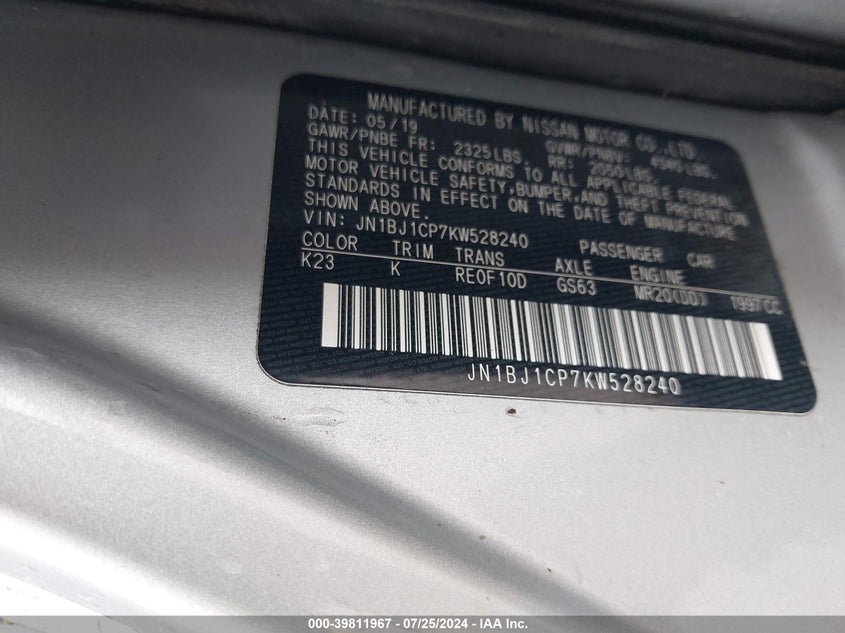 MANUFACTURED BY NISSAN MOTOR CO.,LTD.
DATE: 05/19 GVWR/PNBV: LBS.
GAWR/PNBE FR: 2325LBS. RR: LBS.
THIS VEHICLE CONFORMS TO ALL APPLICABLE FEDERAL
MOTOR VEHICLE SAFETY,BUMPER,AND THEFT PREVENTION
STANDARDS IN EFFECT ON THE DATE OF MANUFACTURE
SHOWN ABOVE.
VIN: JN1BJ1CP7KW528240 PASSENGER CAR
COLOR TRIM TRANS AXLE ENGINE
K23 K RE0F10D GS63 MR20(DD) 1997CC
JN1BJ1CP7KW528240
000-39811967 - 07/25/2024 - IAA Inc.